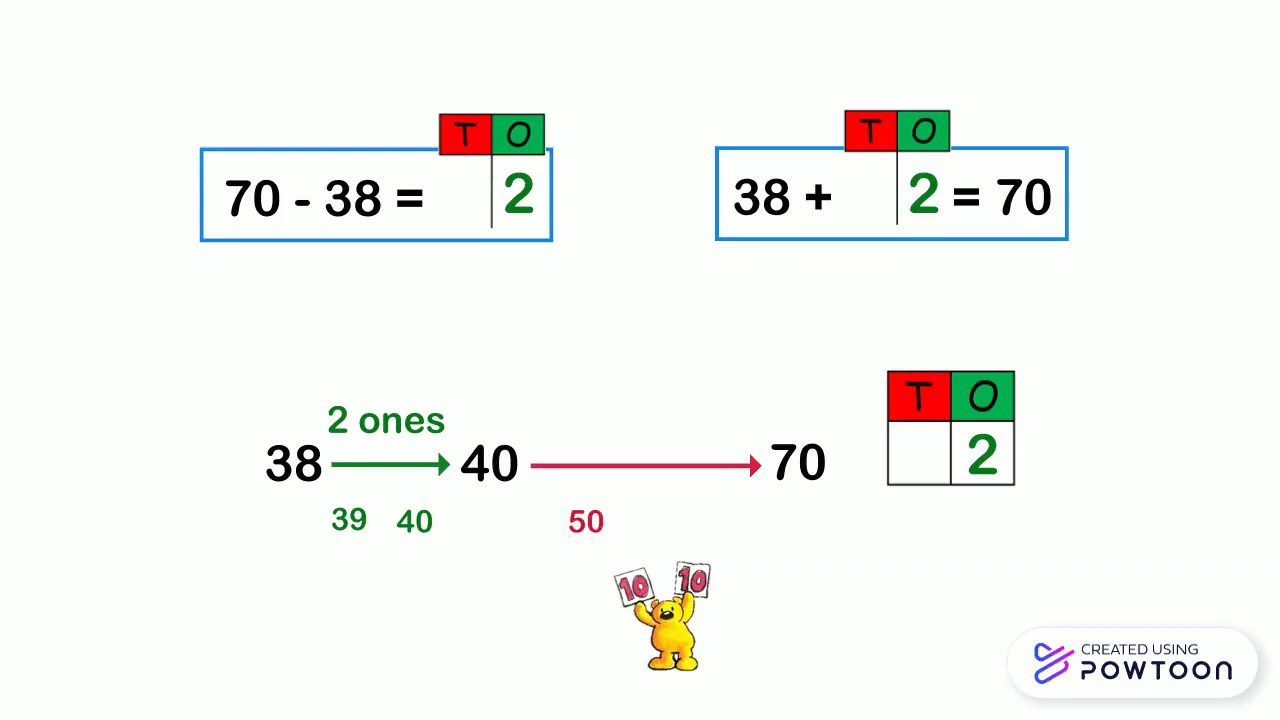 T O
70 - 38 = 2
T O
38 + 2 = 70
2 ones
38 40 70
39 40 50
T O
2
10 10
CREATED USING
POWTOON